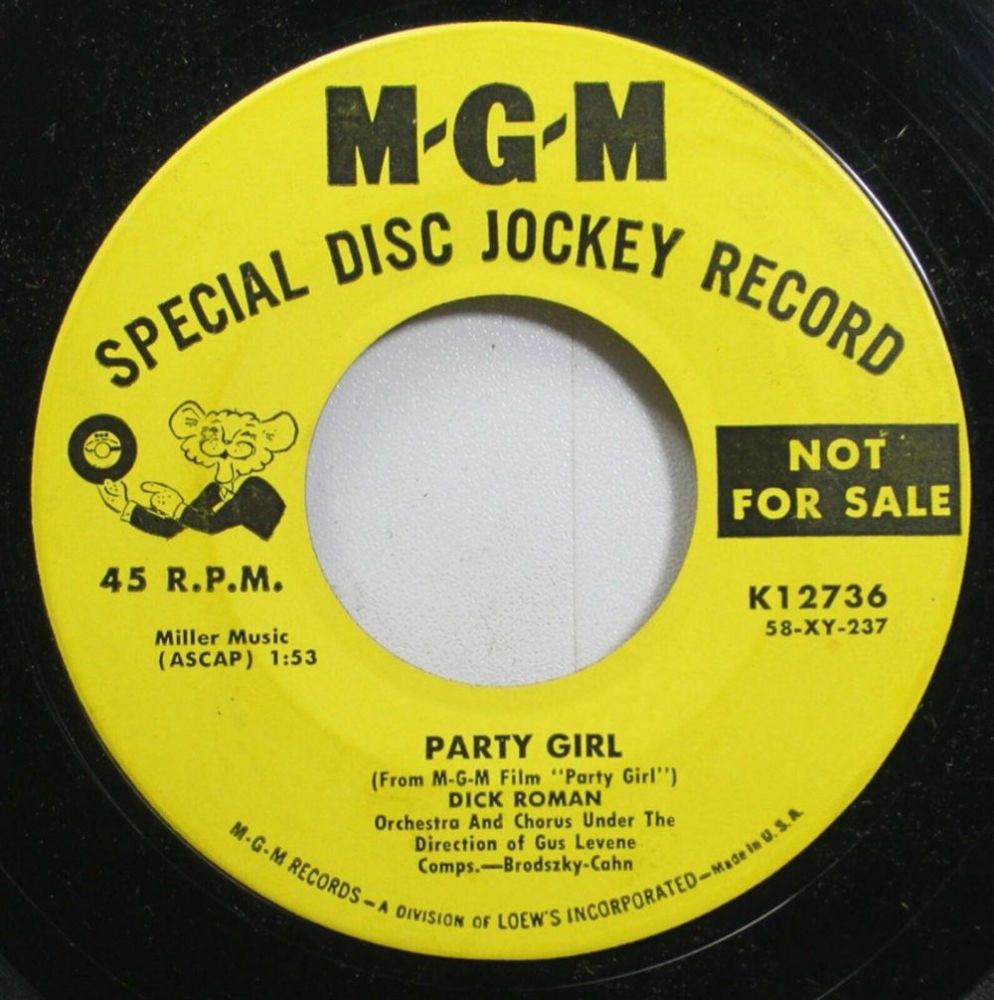 M-G-M
SPECIAL DISC JOCKEY RECORD
NOT
FOR SALE
45 R.P.M.
K12736
58-XY-237
Miller Music
(ASCAP) 1:53
PARTY GIRL
(From M-G-M Film "Party Girl")
DICK ROMAN
Orchestra And Chorus Under The
Direction of Gus Levene
Comps.—Brodszky-Cahn
M-G-M RECORDS—A DIVISION OF LOEW'S INCORPORATED—Made in U.S.A.